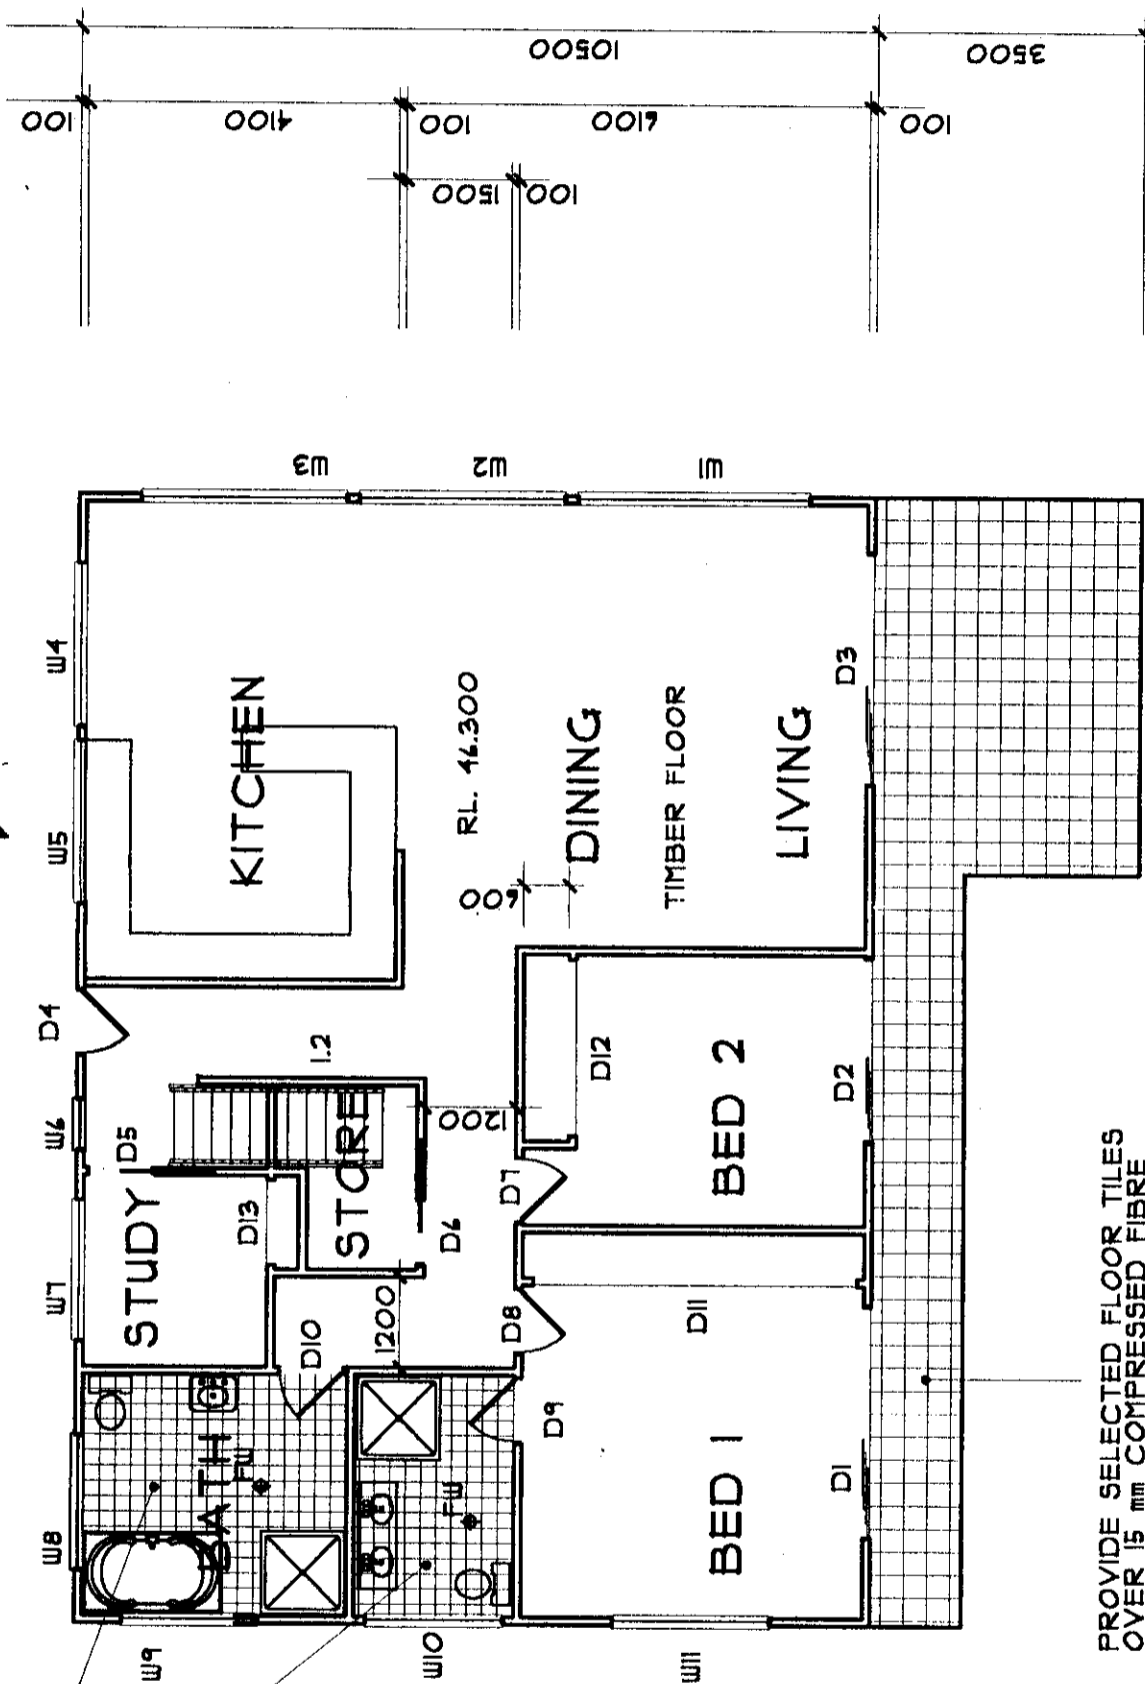 100
4100
100
6100
100
10500
3500
1500
100
W9
W10
W11
W8
W7
W6
D4
W5
W4
W3
W2
W1
STUDY
D5
D13
STORE
1.2
KITCHEN
RL. 46.300
600
DINING
TIMBER FLOOR
LIVING
D3
BATH
FW
D10
1200
D6
1200
D7
D8
D9
FW
D12
BED 2
D2
D11
BED 1
D1
PROVIDE SELECTED FLOOR TILES
OVER 15 mm COMPRESSED FIBRE